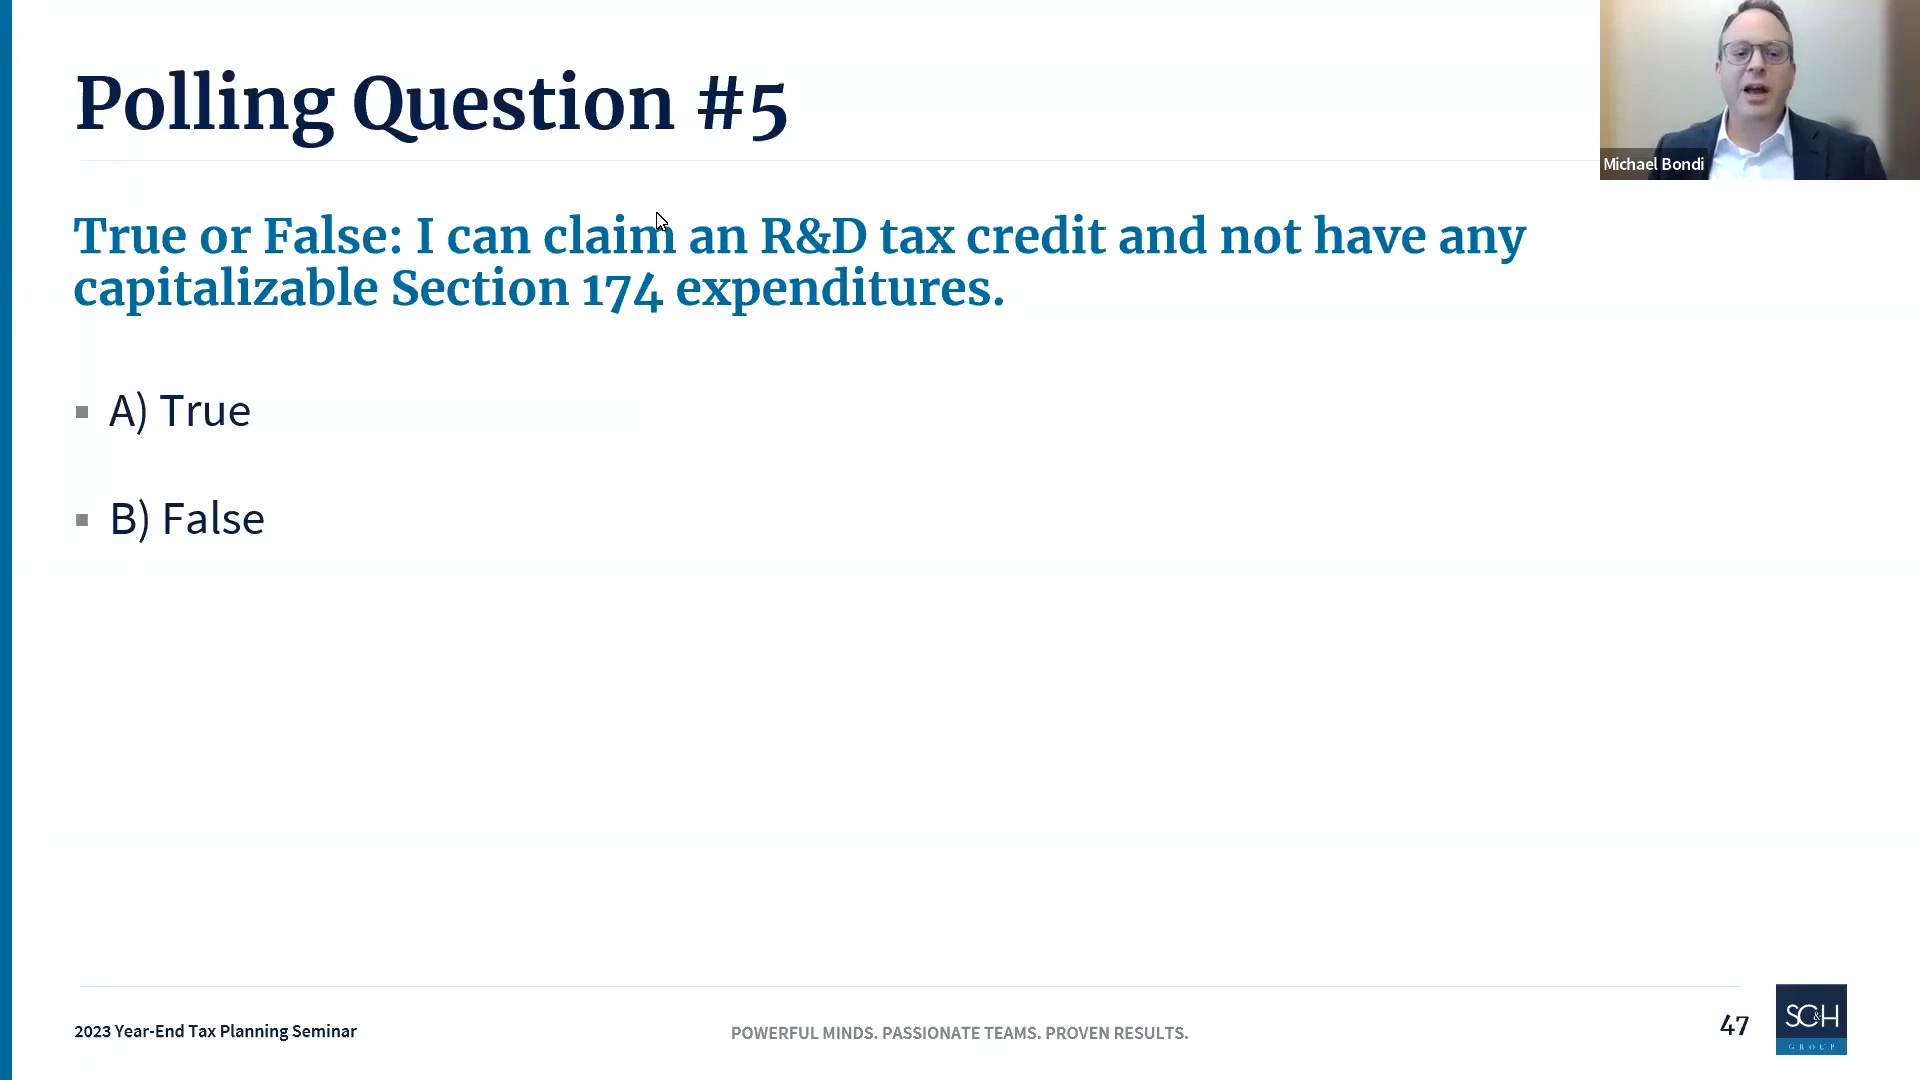 Polling Question #5
Michael Bondi
True or False: I can claim an R&D tax credit and not have any
capitalizable Section 174 expenditures.
A) True
B) False
2023 Year-End Tax Planning Seminar
POWERFUL MINDS. PASSIONATE TEAMS. PROVEN RESULTS.
47
SC&H
GROUP